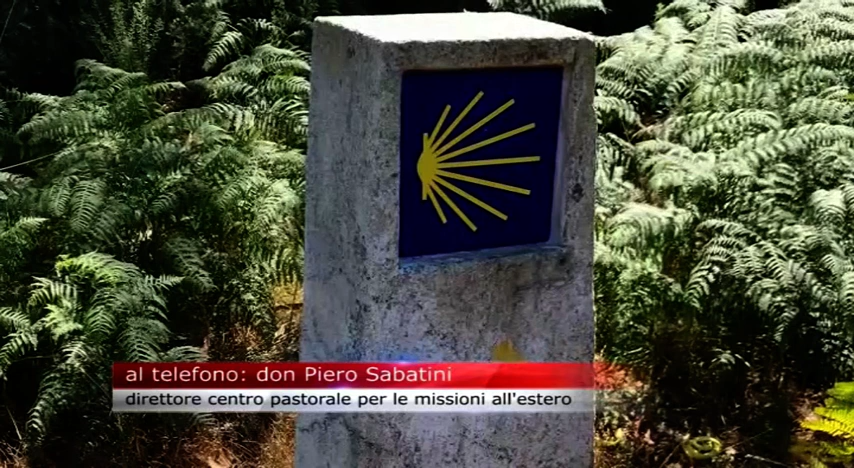 al telefono: don Piero Sabatini
direttore centro pastorale per le missioni all'estero